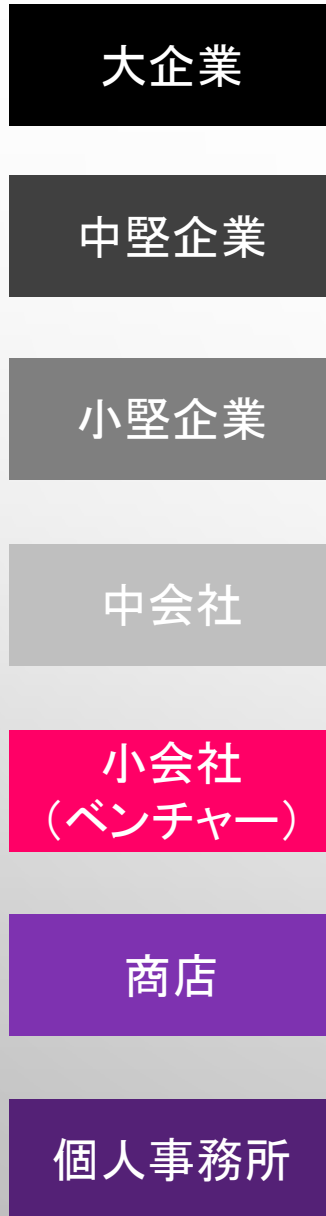 大企業
中堅企業
小堅企業
中会社
小会社
（ベンチャー）
商店
個人事務所